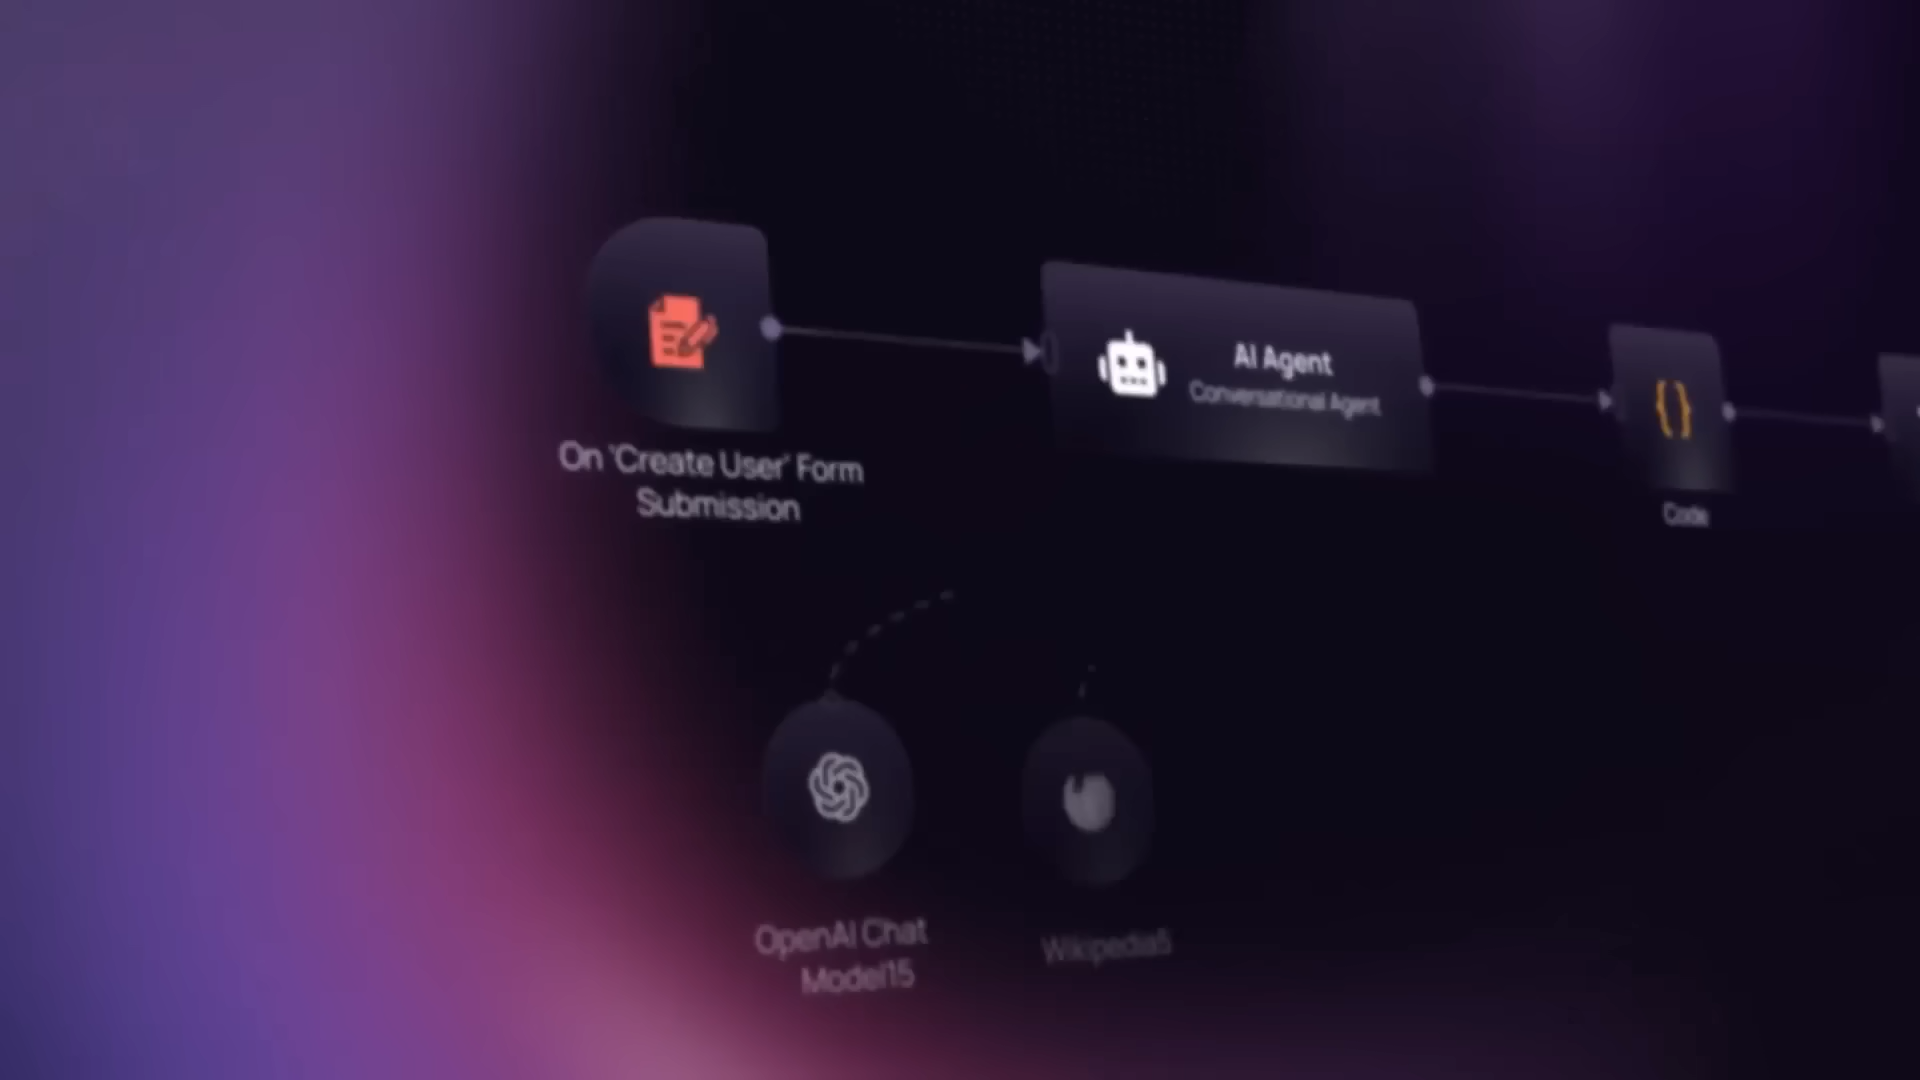 AI Agent
Conversational Agent
On 'Create User' Form
Submission
Code
OpenAI Chat
Model15
Wikipedia5